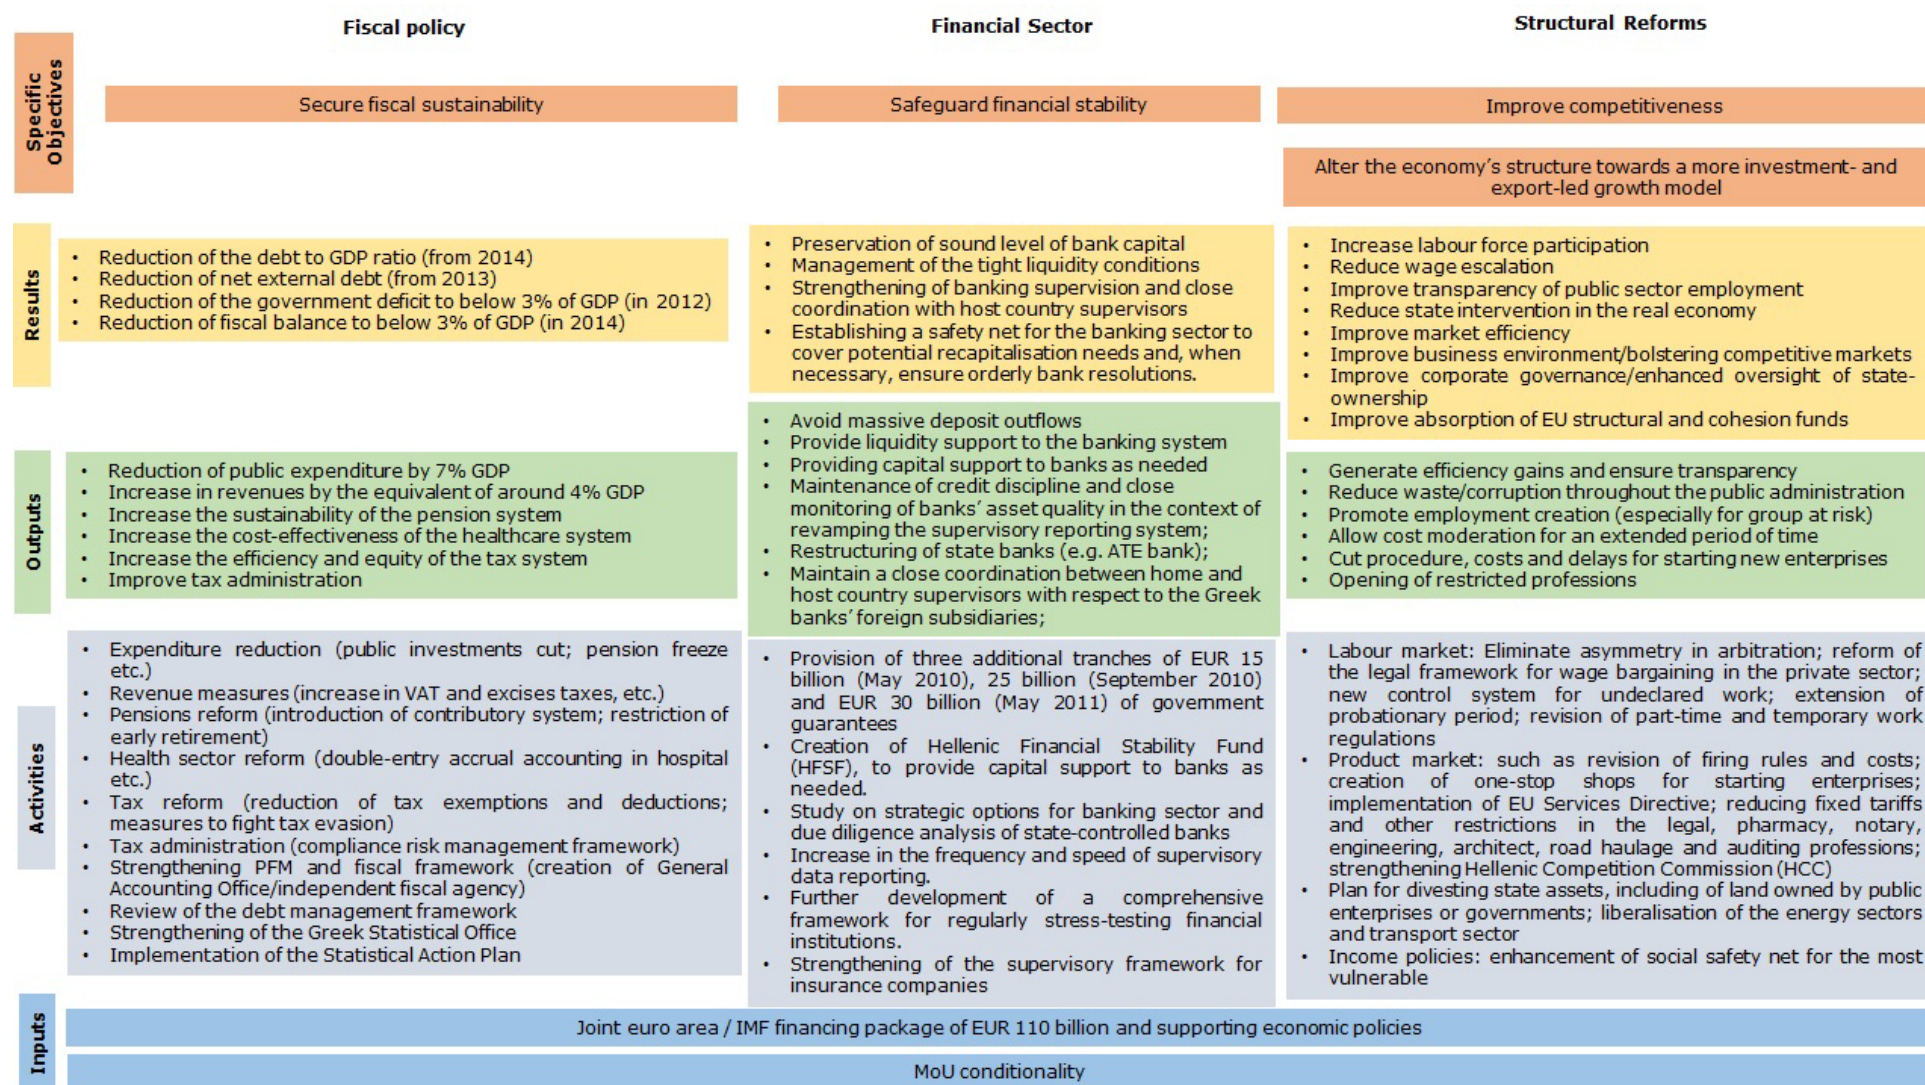 Fiscal policy
Financial Sector
Structural Reforms
Specific
Objectives
Secure fiscal sustainability
Safeguard financial stability
Improve competitiveness
Alter the economy's structure towards a more investment- and
export-led growth model
Results
• Reduction of the debt to GDP ratio (from 2014)
• Reduction of net external debt (from 2013)
• Reduction of the government deficit to below 3% of GDP (in 2012)
• Reduction of fiscal balance to below 3% of GDP (in 2014)
• Preservation of sound level of bank capital
• Management of the tight liquidity conditions
• Strengthening of banking supervision and close
coordination with host country supervisors
• Establishing a safety net for the banking sector to
cover potential recapitalisation needs and, when
necessary, ensure orderly bank resolutions.
• Increase labour force participation
• Reduce wage escalation
• Improve transparency of public sector employment
• Reduce state intervention in the real economy
• Improve market efficiency
• Improve business environment/bolstering competitive markets
• Improve corporate governance/enhanced oversight of state-
ownership
• Improve absorption of EU structural and cohesion funds
Outputs
• Reduction of public expenditure by 7% GDP
• Increase in revenues by the equivalent of around 4% GDP
• Increase the sustainability of the pension system
• Increase the cost-effectiveness of the healthcare system
• Increase the efficiency and equity of the tax system
• Improve tax administration
• Avoid massive deposit outflows
• Provide liquidity support to the banking system
• Providing capital support to banks as needed
• Maintenance of credit discipline and close
monitoring of banks' asset quality in the context of
revamping the supervisory reporting system;
• Restructuring of state banks (e.g. ATE bank);
• Maintain a close coordination between home and
host country supervisors with respect to the Greek
banks' foreign subsidiaries;
• Generate efficiency gains and ensure transparency
• Reduce waste/corruption throughout the public administration
• Promote employment creation (especially for group at risk)
• Allow cost moderation for an extended period of time
• Cut procedure, costs and delays for starting new enterprises
• Opening of restricted professions
Activities
• Expenditure reduction (public investments cut; pension freeze
etc.)
• Revenue measures (increase in VAT and excises taxes, etc.)
• Pensions reform (introduction of contributory system; restriction of
early retirement)
• Health sector reform (double-entry accrual accounting in hospital
etc.)
• Tax reform (reduction of tax exemptions and deductions;
measures to fight tax evasion)
• Tax administration (compliance risk management framework)
• Strengthening PFM and fiscal framework (creation of General
Accounting Office/independent fiscal agency)
• Review of the debt management framework
• Strengthening of the Greek Statistical Office
• Implementation of the Statistical Action Plan
• Provision of three additional tranches of EUR 15
billion (May 2010), 25 billion (September 2010)
and EUR 30 billion (May 2011) of government
guarantees
• Creation of Hellenic Financial Stability Fund
(HFSF), to provide capital support to banks as
needed.
• Study on strategic options for banking sector and
due diligence analysis of state-controlled banks
• Increase in the frequency and speed of supervisory
data reporting.
• Further development of a comprehensive
framework for regularly stress-testing financial
institutions.
• Strengthening of the supervisory framework for
insurance companies
• Labour market: Eliminate asymmetry in arbitration; reform of
the legal framework for wage bargaining in the private sector;
new control system for undeclared work; extension of
probationary period; revision of part-time and temporary work
regulations
• Product market: such as revision of firing rules and costs;
creation of one-stop shops for starting enterprises;
implementation of EU Services Directive; reducing fixed tariffs
and other restrictions in the legal, pharmacy, notary,
engineering, architect, road haulage and auditing professions;
strengthening Hellenic Competition Commission (HCC)
• Plan for divesting state assets, including of land owned by public
enterprises or governments; liberalisation of the energy sectors
and transport sector
• Income policies: enhancement of social safety net for the most
vulnerable
Inputs
Joint euro area / IMF financing package of EUR 110 billion and supporting economic policies
MoU conditionality